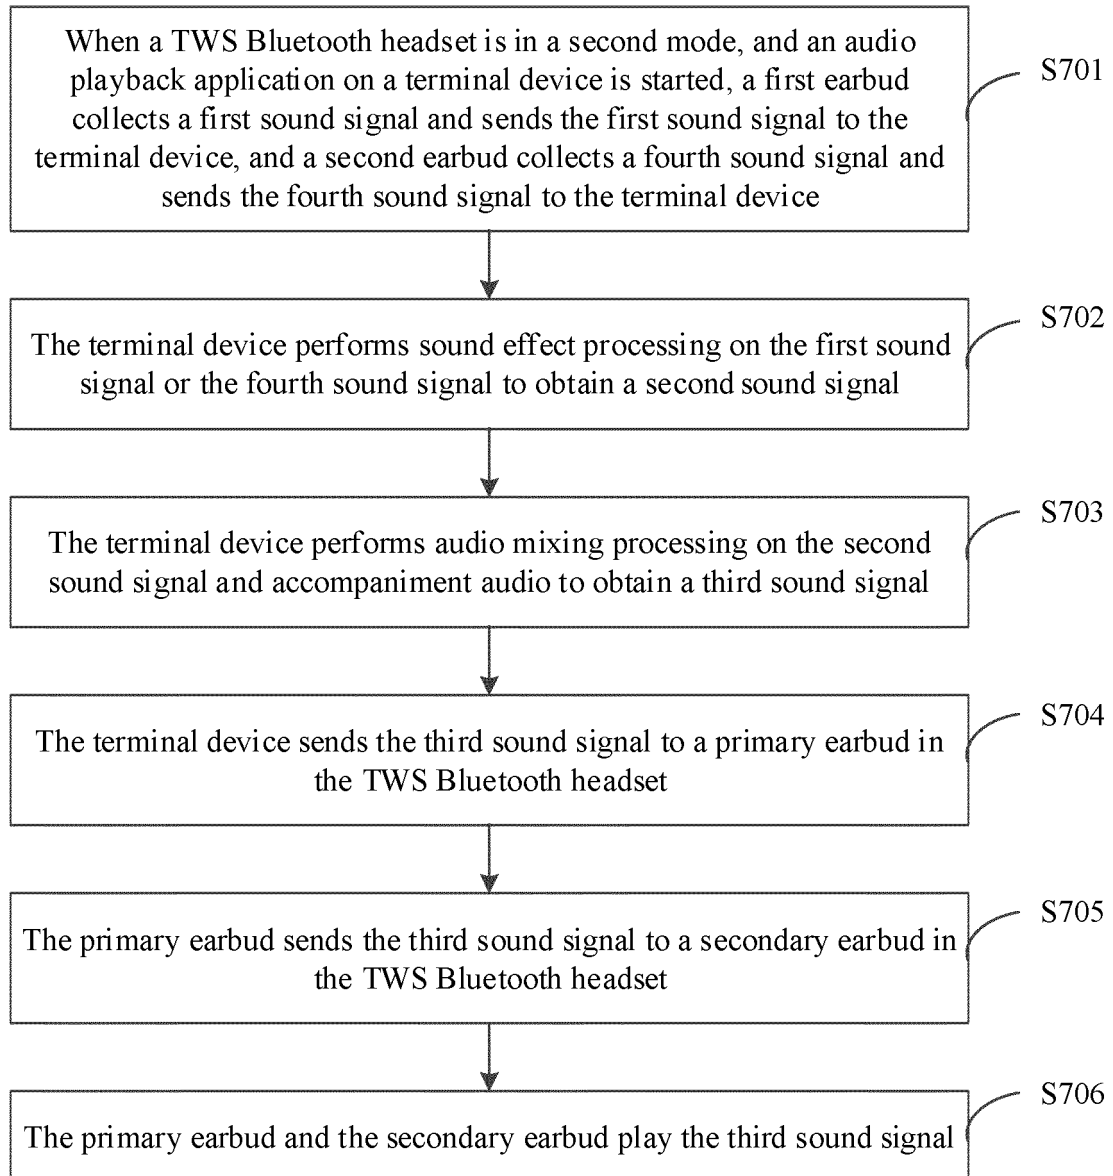 When a TWS Bluetooth headset is in a second mode, and an audio
playback application on a terminal device is started, a first earbud
collects a first sound signal and sends the first sound signal to the
terminal device, and a second earbud collects a fourth sound signal and
sends the fourth sound signal to the terminal device
S701
The terminal device performs sound effect processing on the first sound
signal or the fourth sound signal to obtain a second sound signal
S702
The terminal device performs audio mixing processing on the second
sound signal and accompaniment audio to obtain a third sound signal
S703
The terminal device sends the third sound signal to a primary earbud in
the TWS Bluetooth headset
S704
The primary earbud sends the third sound signal to a secondary earbud in
the TWS Bluetooth headset
S705
The primary earbud and the secondary earbud play the third sound signal
S706